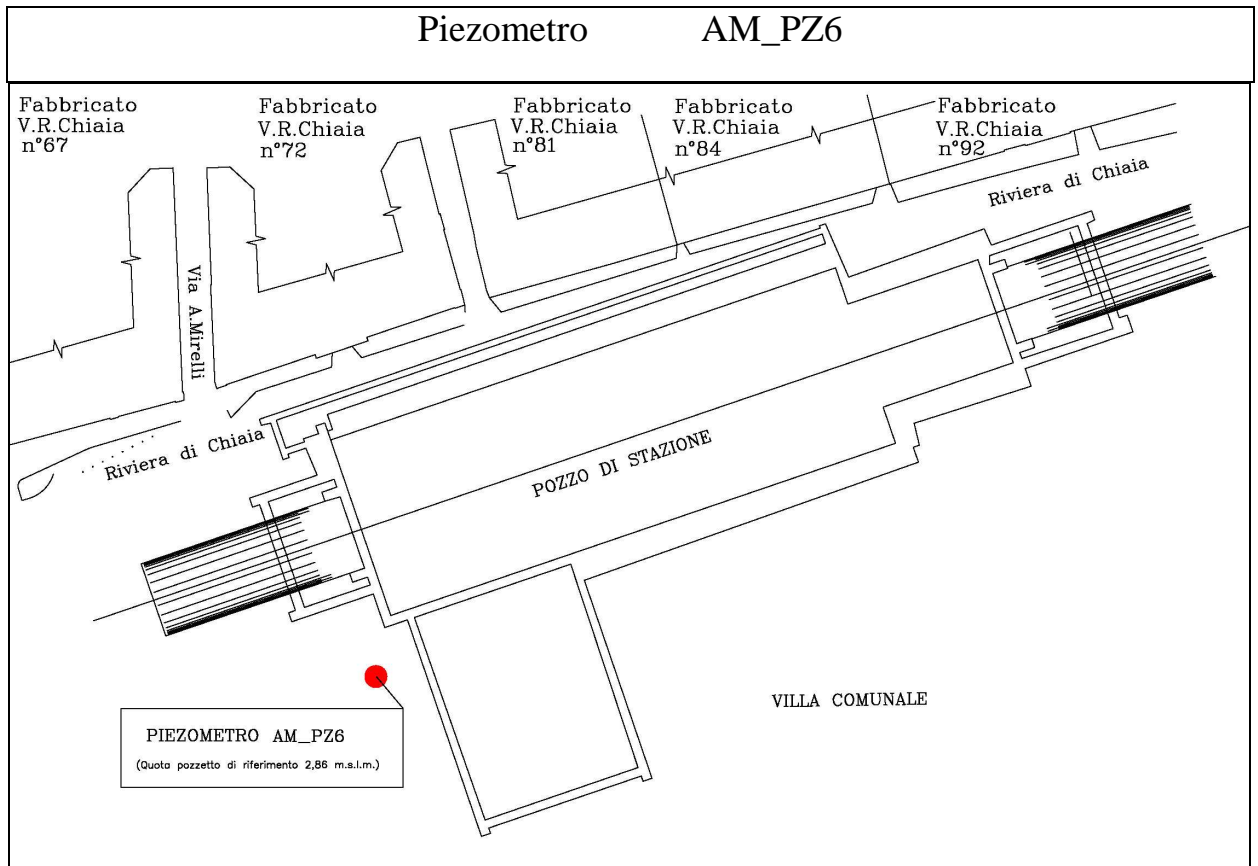 Piezometro AM_PZ6
Fabbricato
V.R.Chiaia
n°67
Fabbricato
V.R.Chiaia
n°72
Fabbricato
V.R.Chiaia
n°81
Fabbricato
V.R.Chiaia
n°84
Fabbricato
V.R.Chiaia
n°92
Riviera di Chiaia
Via A.Mirelli
Riviera di Chiaia
POZZO DI STAZIONE
VILLA COMUNALE
PIEZOMETRO AM_PZ6
(Quota pozzetto di riferimento 2,86 m.s.l.m.)